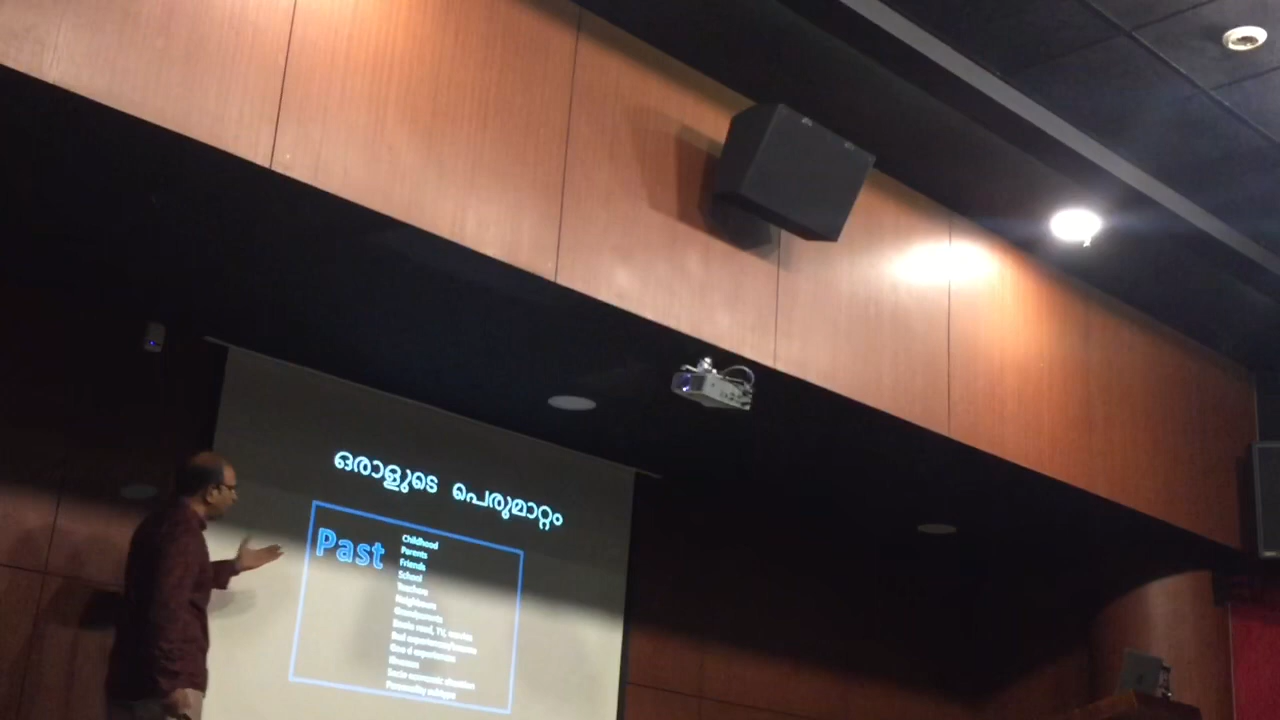 ഒരാളുടെ പെരുമാറ്റം
Past
Childhood
Parents
Friends
School
Teachers
Neighbours
Grandparents
Books read, TV, movies
Bad experiences/trauma
Good experiences
Illnesses
Socio economic situation
Personality subtype